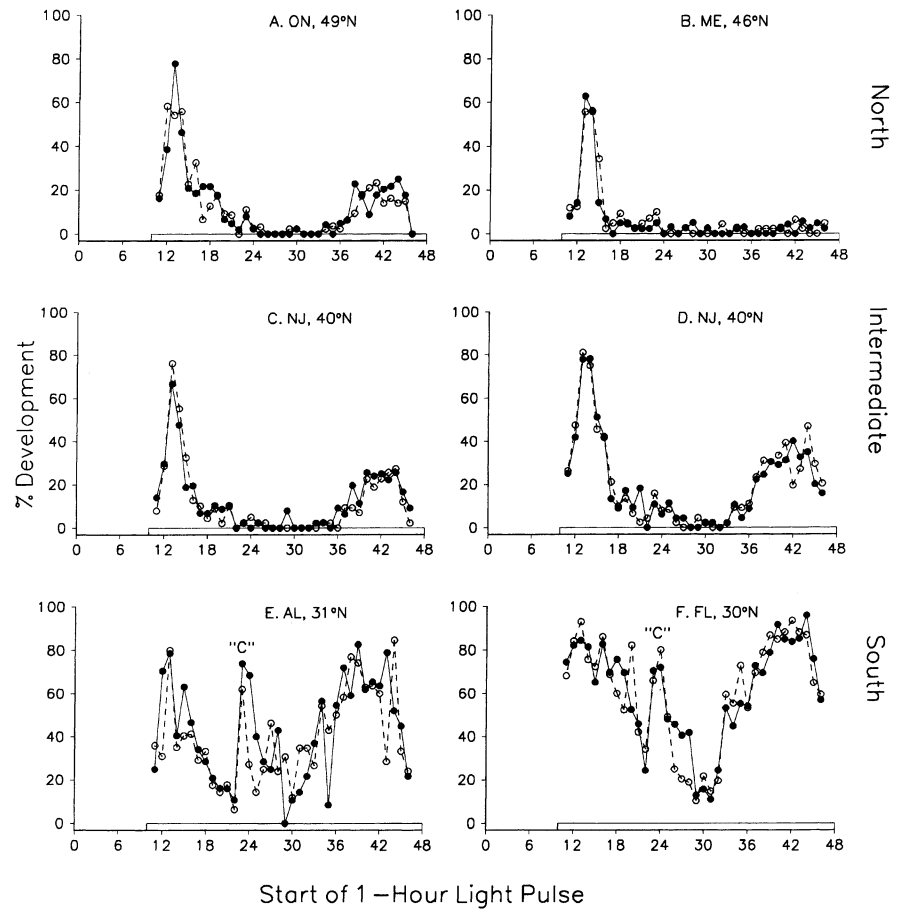 A. ON, 49°N
B. ME, 46°N
100
80
60
40
20
0
0 6 12 18 24 30 36 42 48
100
80
60
40
20
0
0 6 12 18 24 30 36 42 48
North
C. NJ, 40°N
D. NJ, 40°N
100
80
60
40
20
0
0 6 12 18 24 30 36 42 48
100
80
60
40
20
0
0 6 12 18 24 30 36 42 48
Intermediate
% Development
E. AL, 31°N
F. FL, 30°N
"C"
"C"
100
80
60
40
20
0
0 6 12 18 24 30 36 42 48
100
80
60
40
20
0
0 6 12 18 24 30 36 42 48
South
Start of 1-Hour Light Pulse